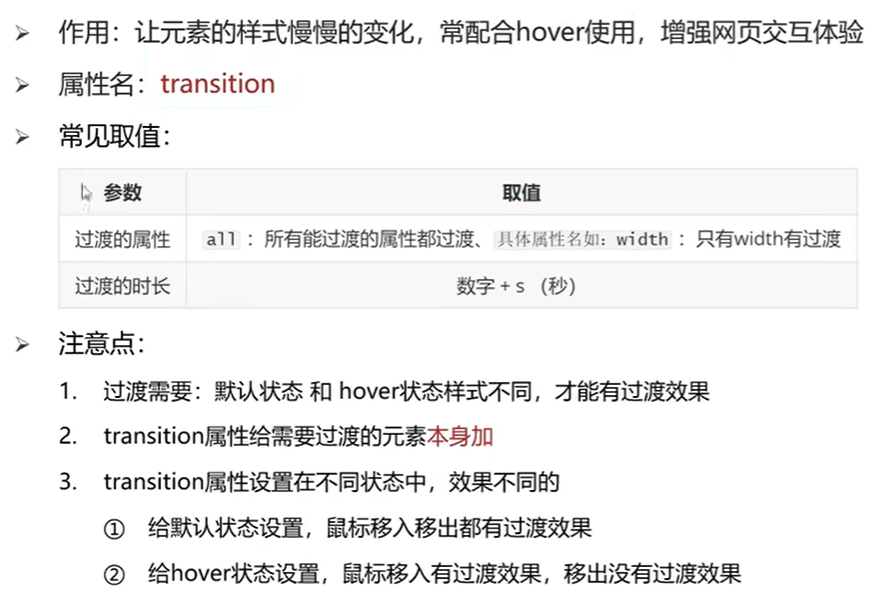 ➢ 作用：让元素的样式慢慢的变化，常配合hover使用，增强网页交互体验
➢ 属性名：transition
➢ 常见取值：
参数 取值
过渡的属性 all ：所有能过渡的属性都过渡、具体属性名如：width ：只有width有过渡
过渡的时长 数字 + s （秒）
➢ 注意点：
1. 过渡需要：默认状态 和 hover状态样式不同，才能有过渡效果
2. transition属性给需要过渡的元素本身加
3. transition属性设置在不同状态中，效果不同的
① 给默认状态设置，鼠标移入移出都有过渡效果
② 给hover状态设置，鼠标移入有过渡效果，移出没有过渡效果